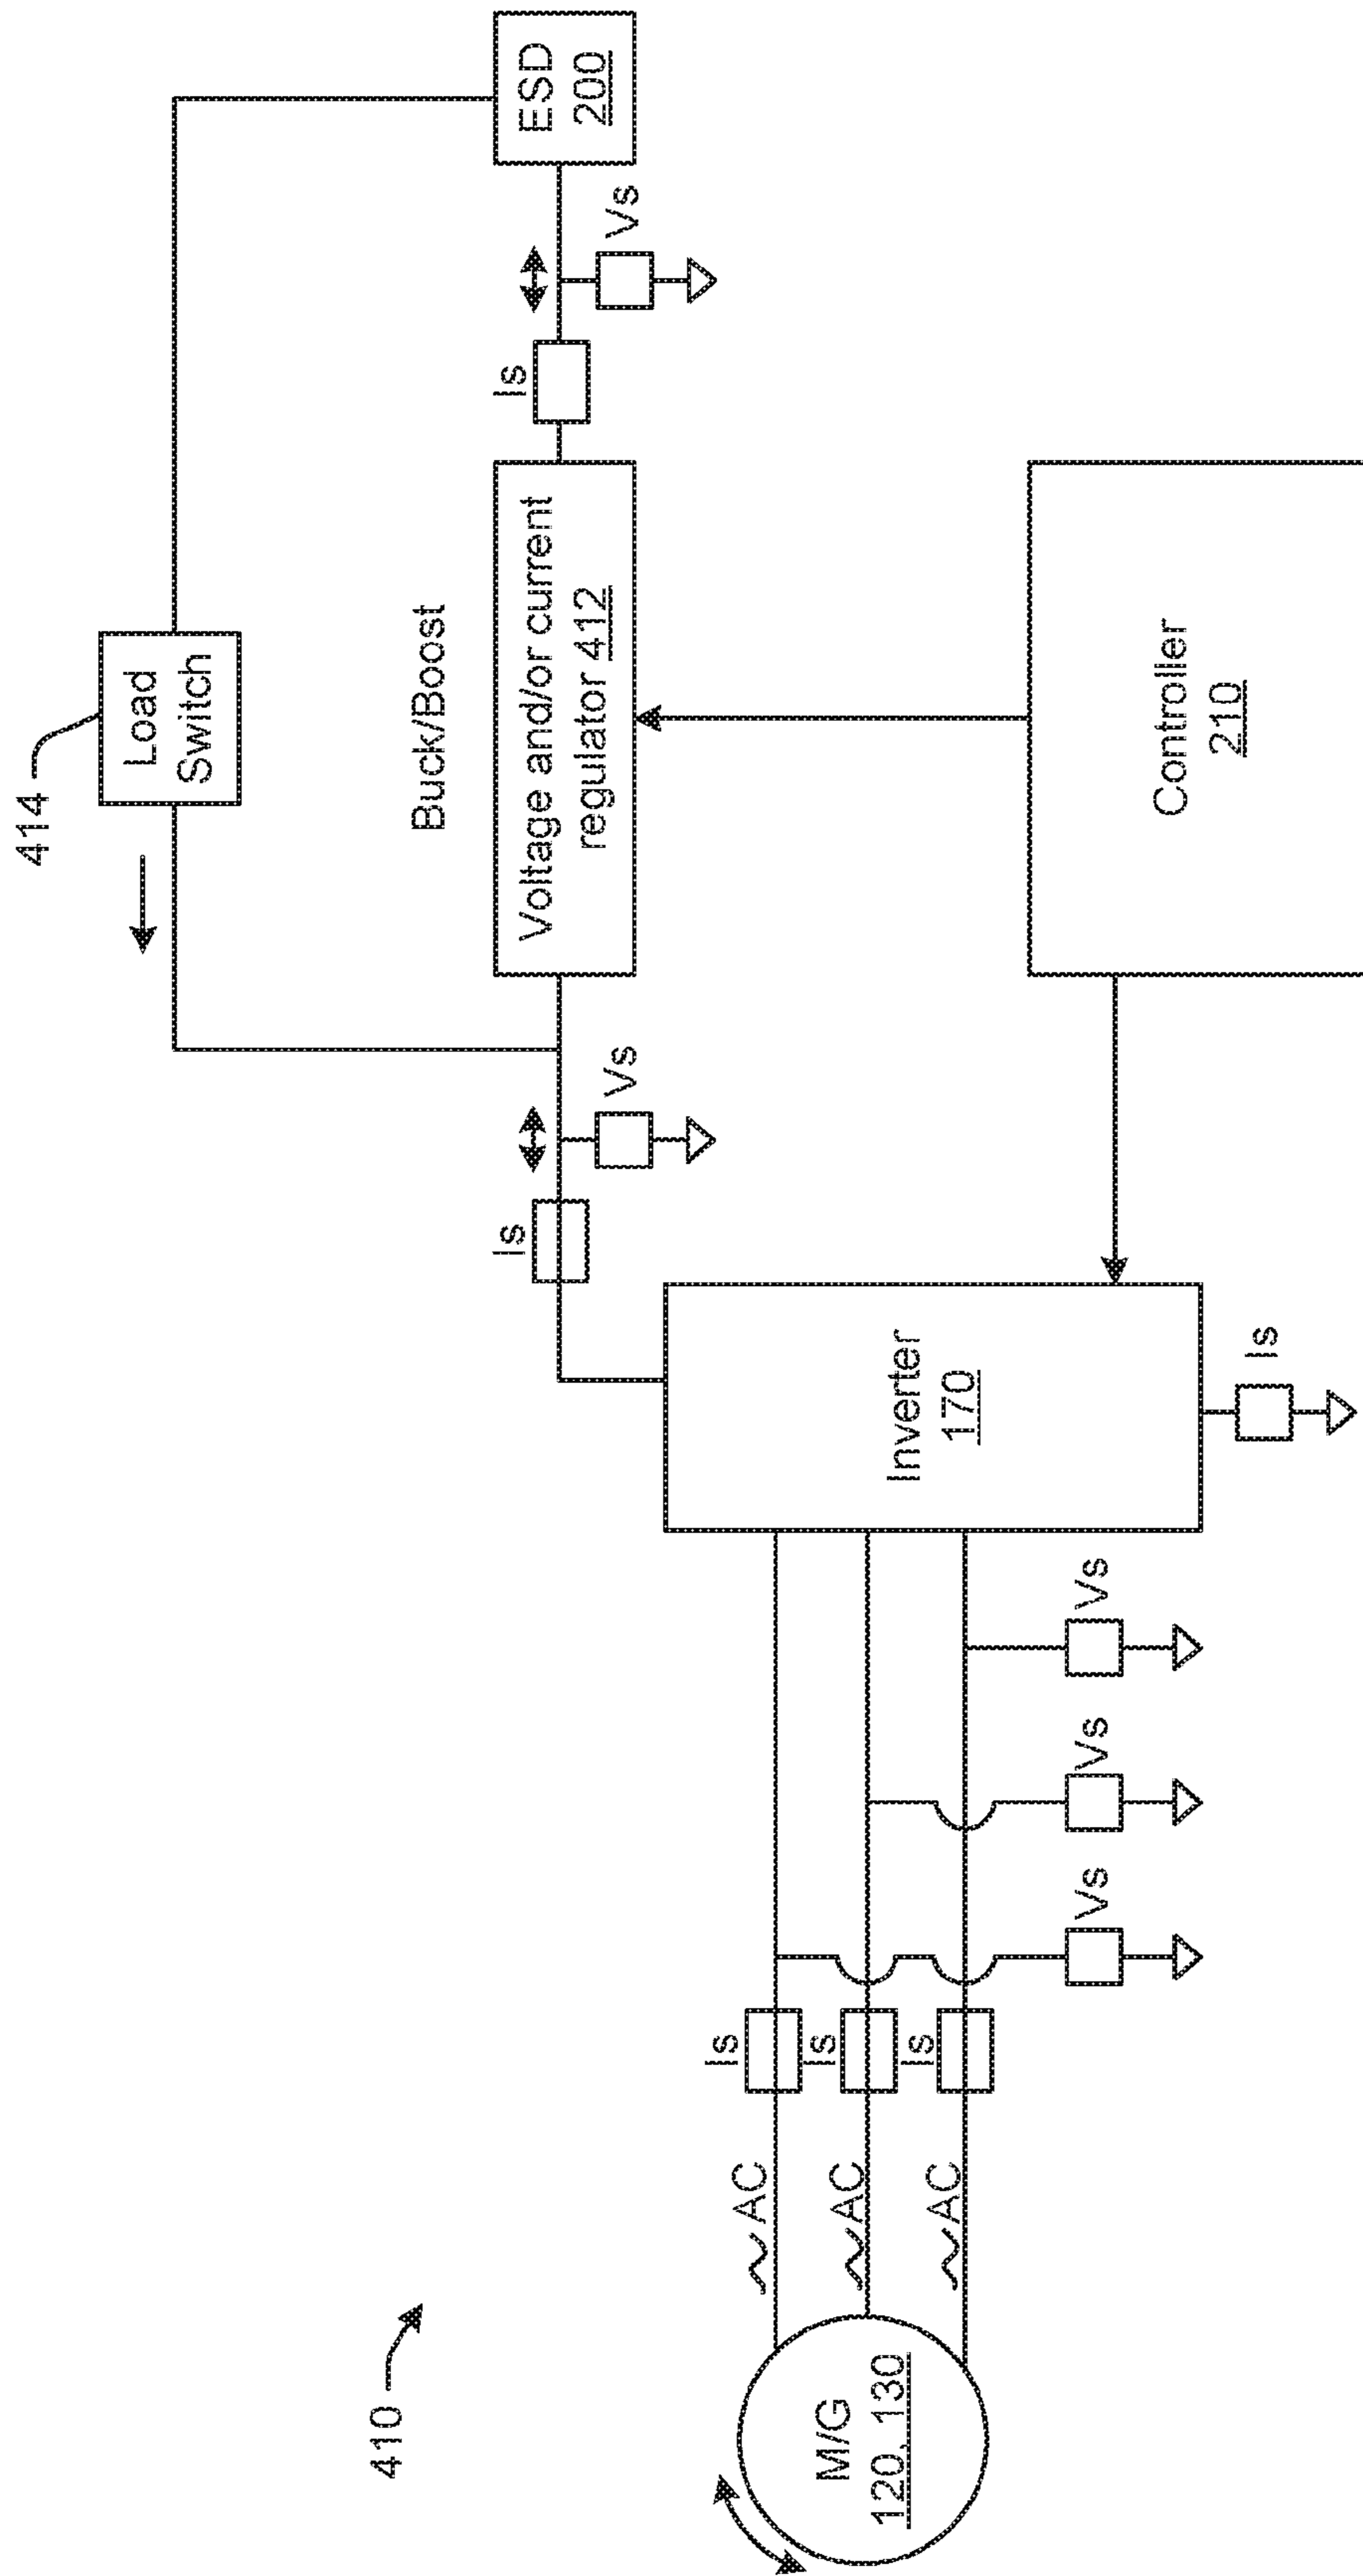 414
Load
Switch
Buck/Boost
ESD
200
Is
Vs
Voltage and/or current
regulator 412
Is
Vs
410
Inverter
170
Controller
210
Is
M/G
120, 130
AC
AC
AC
Is
Is
Is
Vs
Vs
Vs